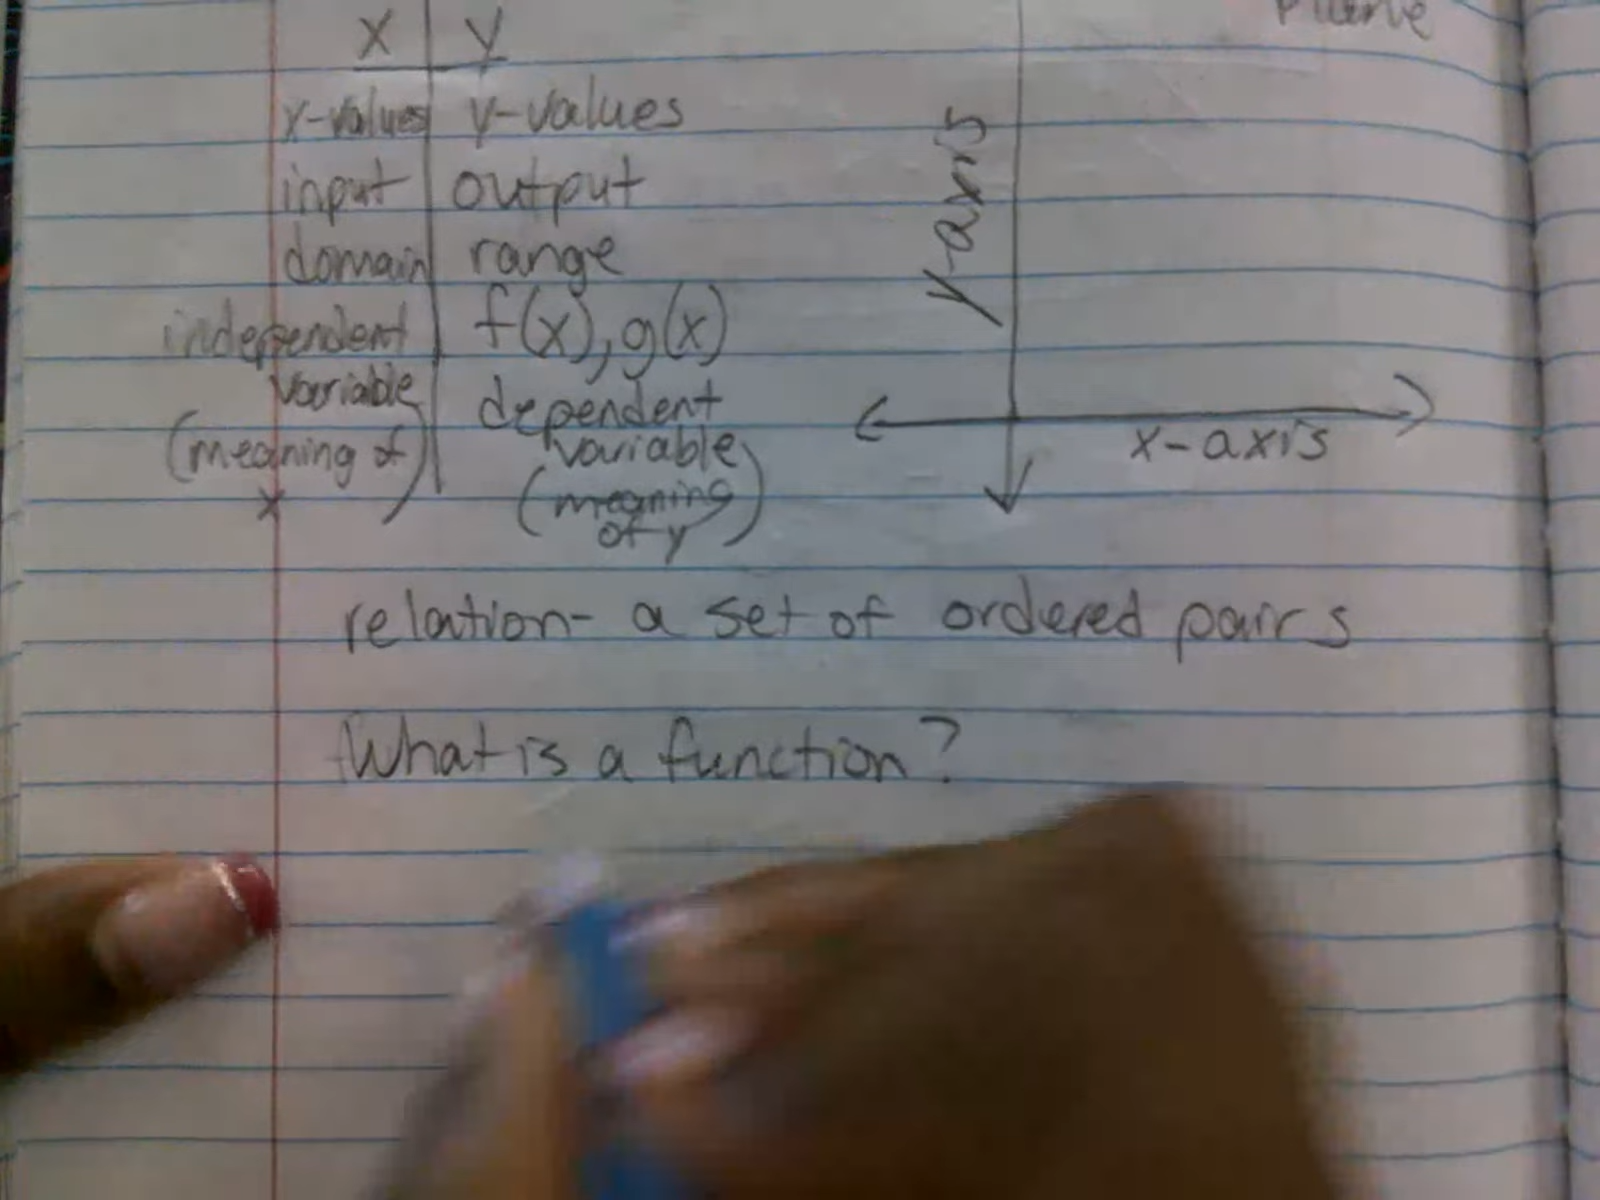 x y
x-values y-values
input output
domain range
independent f(x), g(x)
variable dependent
(meaning of variable
x) (meaning
of y)
y-axis
x-axis
relation- a set of ordered pairs
What is a function?